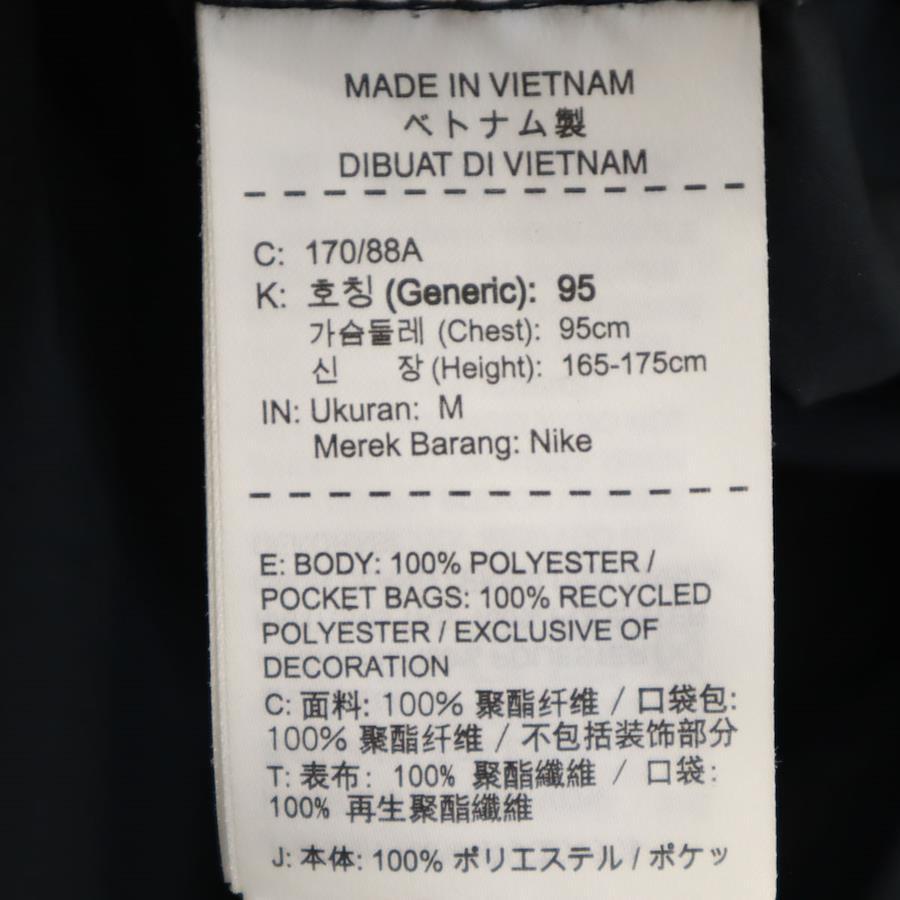 MADE IN VIETNAM
ベトナム製
DIBUAT DI VIETNAM
C: 170/88A
K: 호칭 (Generic): 95
가슴둘레 (Chest): 95cm
신 장 (Height): 165-175cm
IN: Ukuran: M
Merek Barang: Nike
E: BODY: 100% POLYESTER /
POCKET BAGS: 100% RECYCLED
POLYESTER / EXCLUSIVE OF
DECORATION
C: 面料: 100% 聚酯纤维 / 口袋包:
100% 聚酯纤维 / 不包括装饰部分
T: 表布: 100% 聚酯纖維 / 口袋:
100% 再生聚酯纖維
J: 本体: 100% ポリエステル / ポケッ